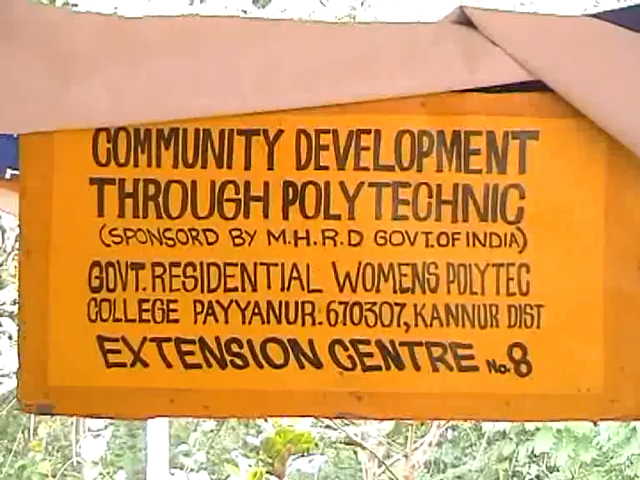 COMMUNITY DEVELOPMENT
THROUGH POLYTECHNIC
(SPONSORD BY M.H.R.D GOVT.OF INDIA)
GOVT. RESIDENTIAL WOMENS POLYTEC
COLLEGE PAYYANUR. 670307, KANNUR DIST
EXTENSION CENTRE No. 8